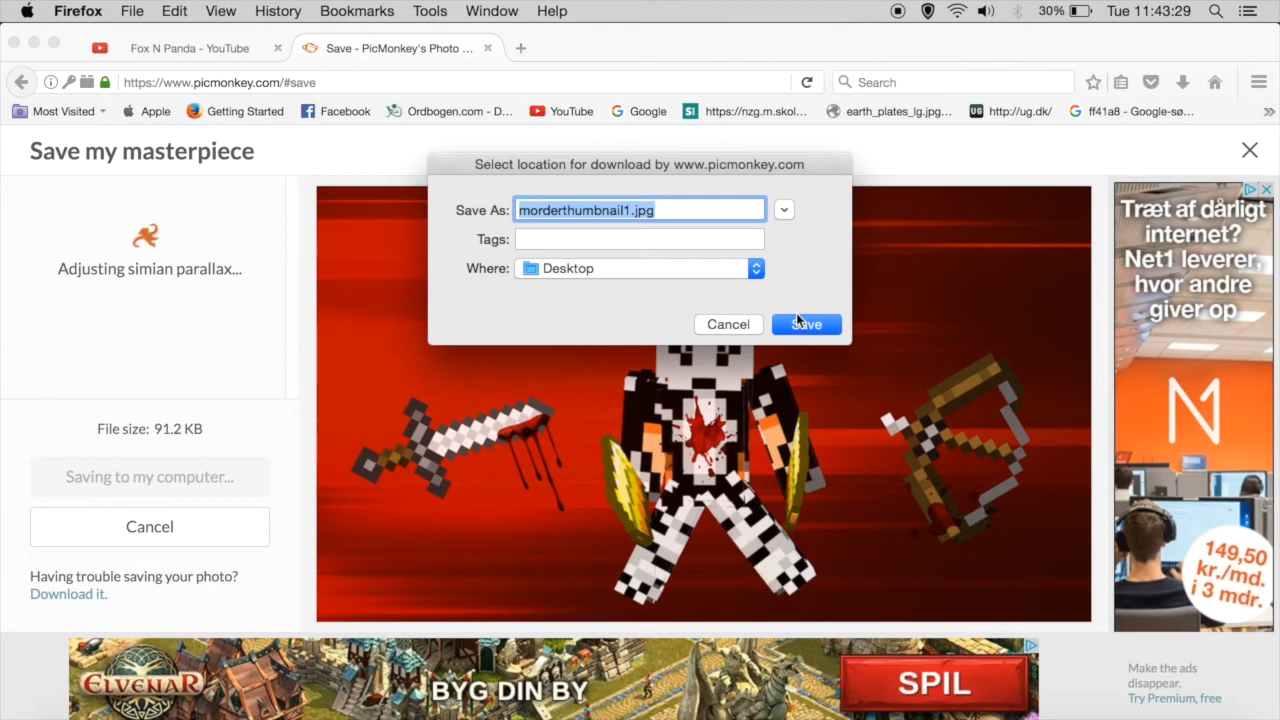 Firefox File Edit View History Bookmarks Tools Window Help 30% Tue 11:43:29
Fox N Panda - YouTube Save - PicMonkey's Photo ...
https://www.picmonkey.com/#save Search
Most Visited Apple Getting Started Facebook Ordbogen.com - D... YouTube Google SI https://nzg.m.skol... earth_plates_lg.jpg... UG http://ug.dk/ ff41a8 - Google-sø...
Save my masterpiece
Select location for download by www.picmonkey.com
Save As: morderthumbnail1.jpg
Tags:
Where: Desktop
Cancel Save
Adjusting simian parallax...
File size: 91.2 KB
Saving to my computer...
Cancel
Having trouble saving your photo?
Download it.
Træt af dårligt
internet?
Net1 leverer,
hvor andre
giver op
149,50
kr./md.
i 3 mdr.
ELVENAR
BYG DIN BY
SPIL
Make the ads
disappear.
Try Premium, free